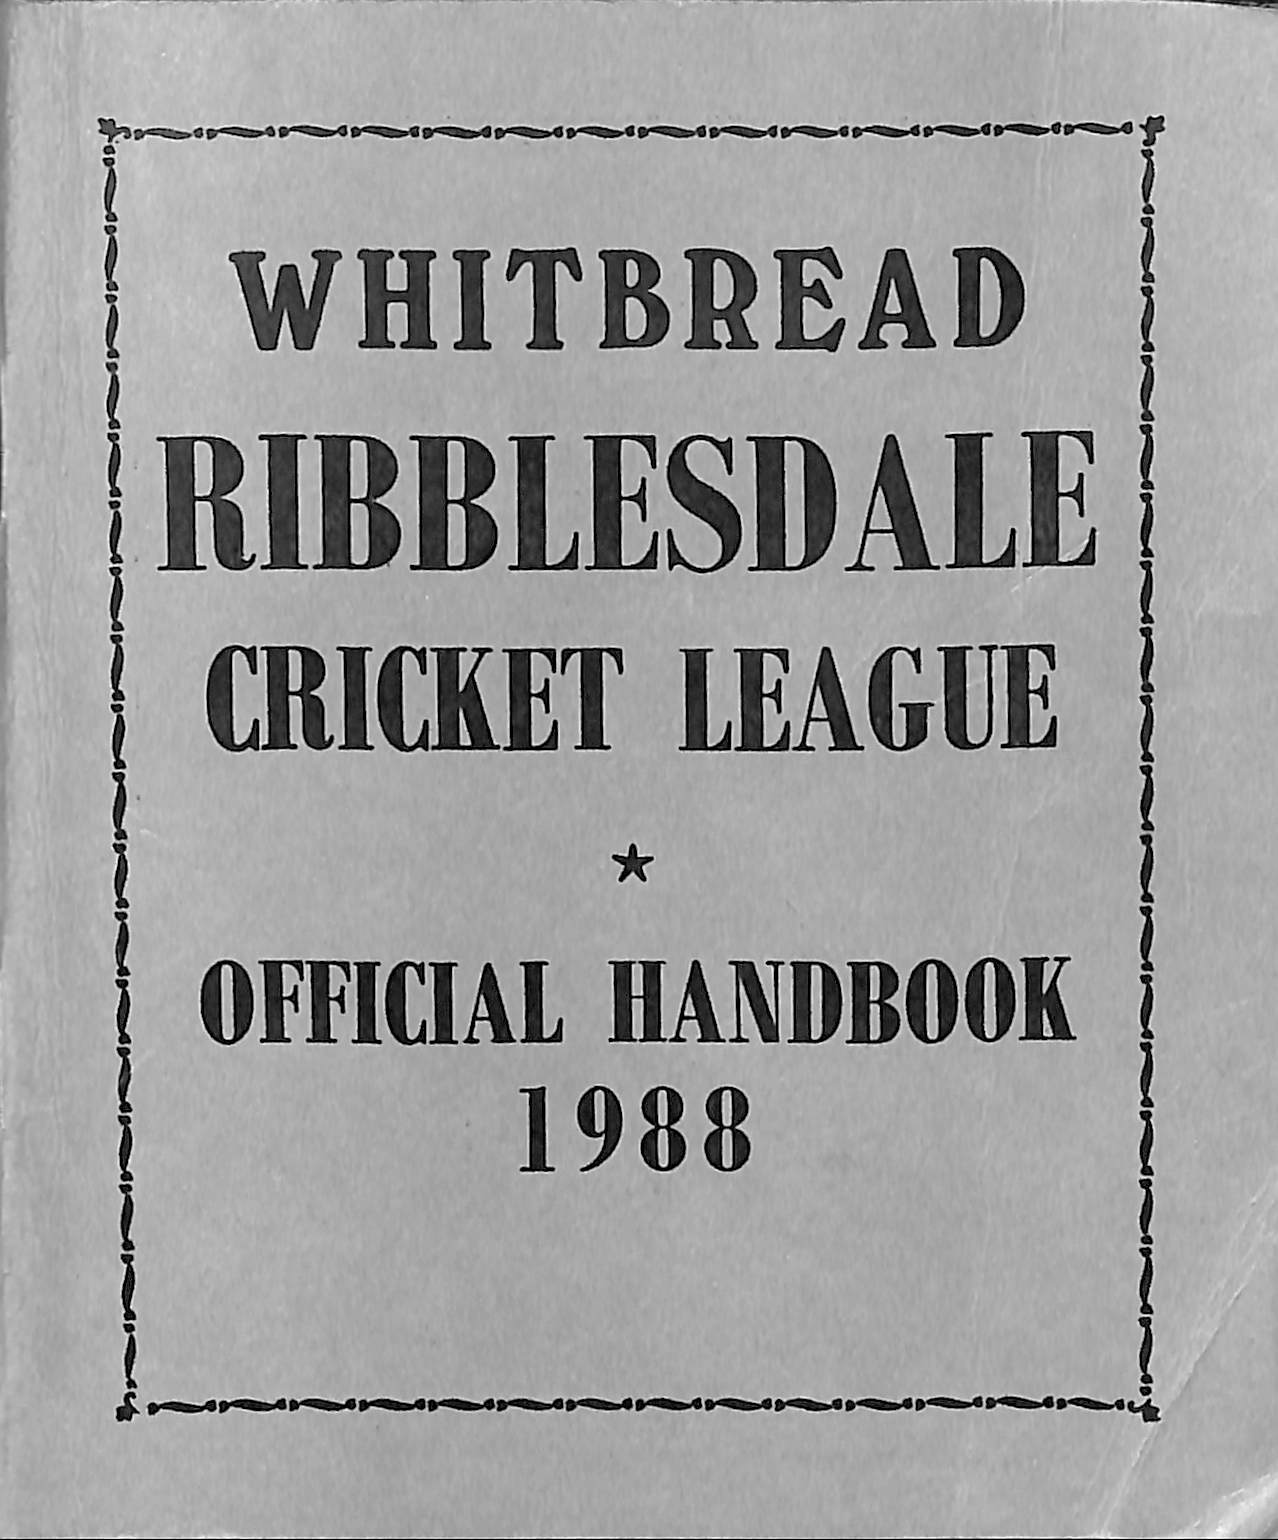 WHITBREAD
RIBBLESDALE
CRICKET LEAGUE
★
OFFICIAL HANDBOOK
1988